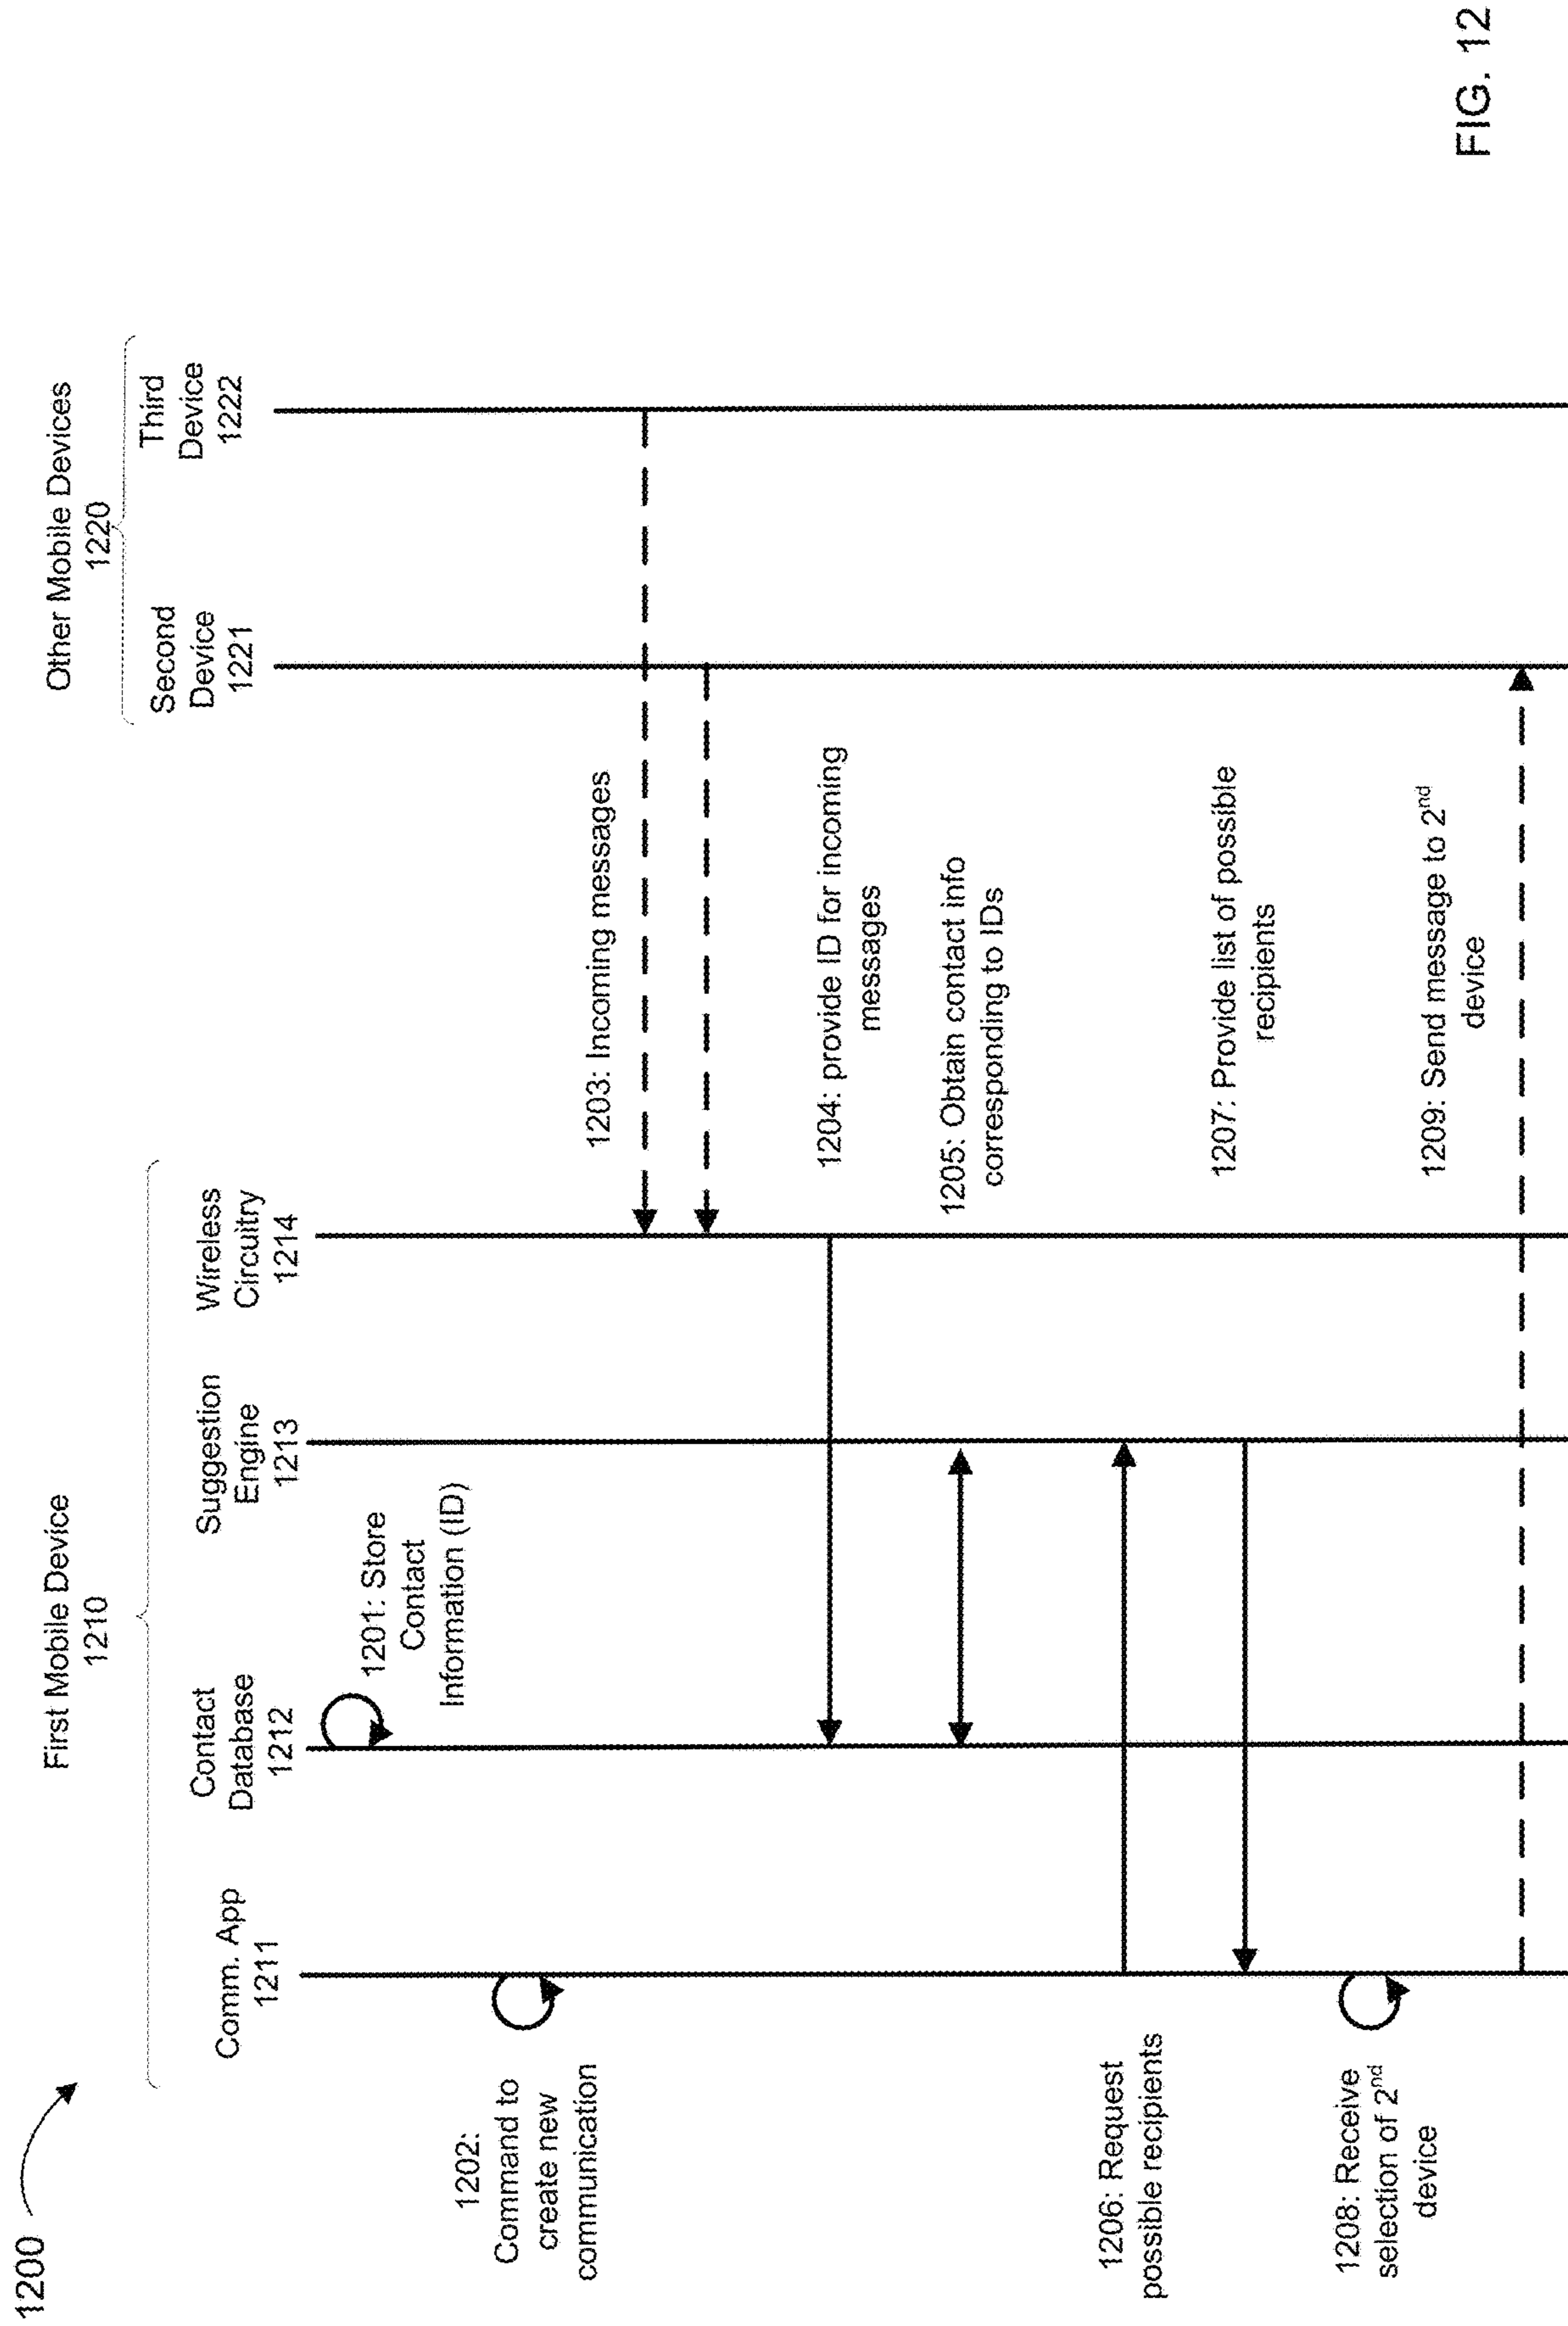 1200
First Mobile Device
1210
Other Mobile Devices
1220
Comm. App
1211
Contact
Database
1212
Suggestion
Engine
1213
Wireless
Circuitry
1214
Second
Device
1221
Third
Device
1222
1201: Store
Contact
Information (ID)
1202:
Command to
create new
communication
1203: Incoming messages
1204: provide ID for incoming
messages
1205: Obtain contact info
corresponding to IDs
1206: Request
possible recipients
1207: Provide list of possible
recipients
1208: Receive
selection of 2nd
device
1209: Send message to 2nd
device
FIG. 12